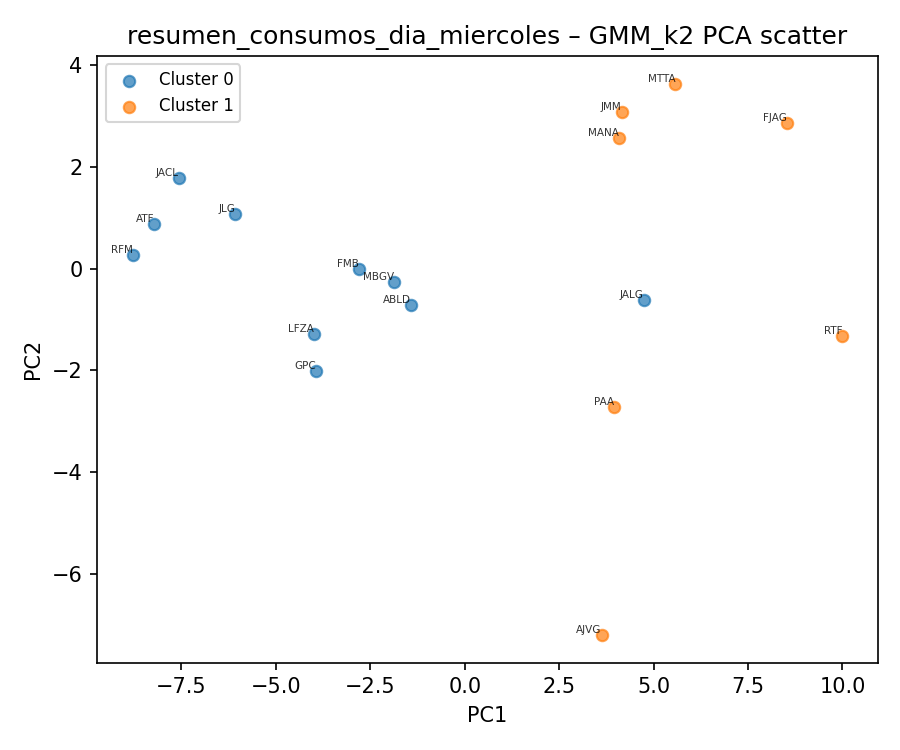 resumen_consumos_dia_miercoles – GMM_k2 PCA scatter
Cluster 0
Cluster 1
4
2
0
−2
−4
−6
PC2
MTTA
JMM
FJAG
MANA
JACL
JLG
ATF
RFM
FMB
MBGV
ABLD
JALG
LFZA
RTF
GPC
PAA
AJVG
−7.5
−5.0
−2.5
0.0
2.5
5.0
7.5
10.0
PC1